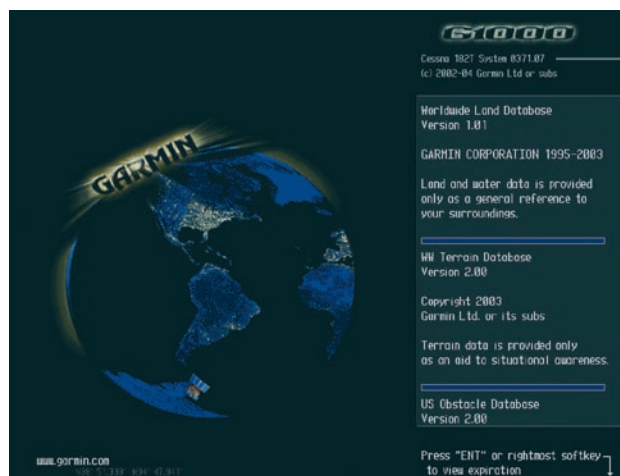 G1000
Cessna 182T System 0371.07
(c) 2002-04 Garmin Ltd or subs
Worldwide Land Database
Version 1.01
GARMIN CORPORATION 1995-2003
Land and water data is provided
only as a general reference to
your surroundings.
WW Terrain Database
Version 2.00
Copyright 2003
Garmin Ltd. or its subs
Terrain data is provided only
as an aid to situational awareness.
US Obstacle Database
Version 2.00
Press "ENT" or rightmost softkey
to view expiration
GARMIN
www.garmin.com